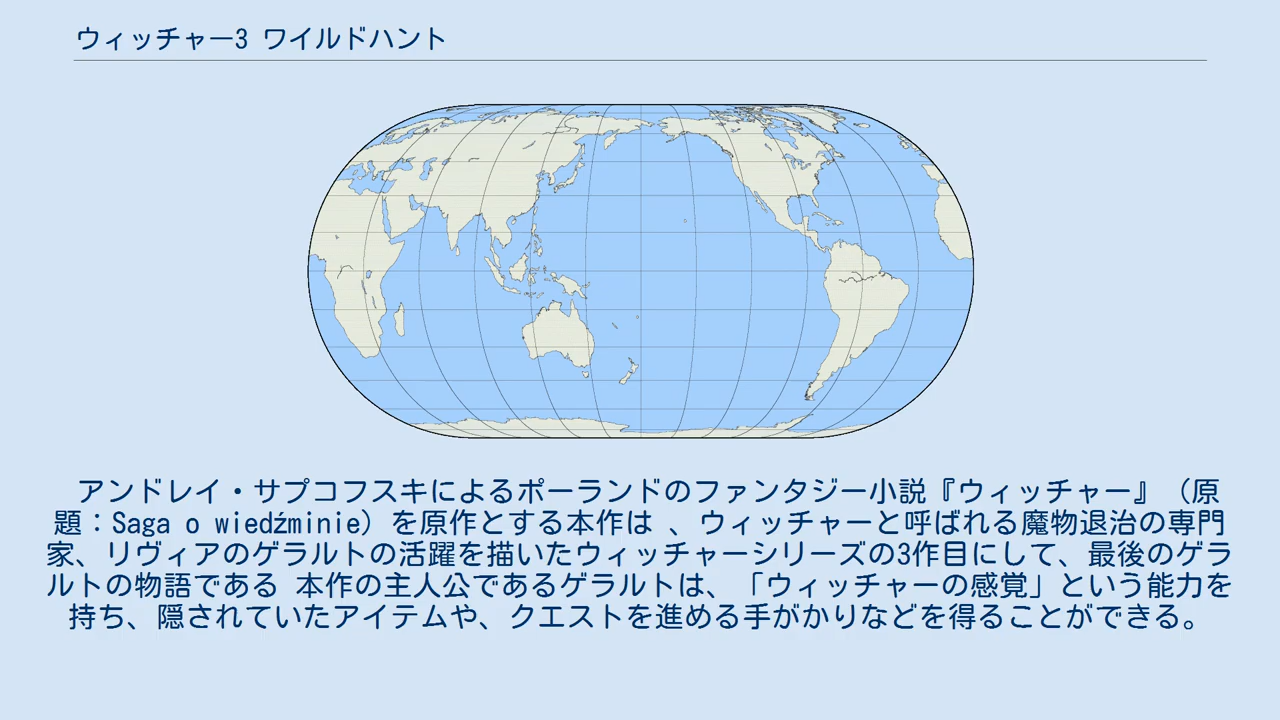 ウィッチャー3 ワイルドハント
アンドレイ・サプコフスキによるポーランドのファンタジー小説『ウィッチャー』（原
題：Saga o wiedźminie）を原作とする本作は 、ウィッチャーと呼ばれる魔物退治の専門
家、リヴィアのゲラルトの活躍を描いたウィッチャーシリーズの3作目にして、最後のゲラ
ルトの物語である 本作の主人公であるゲラルトは、「ウィッチャーの感覚」という能力を
持ち、隠されていたアイテムや、クエストを進める手がかりなどを得ることができる。